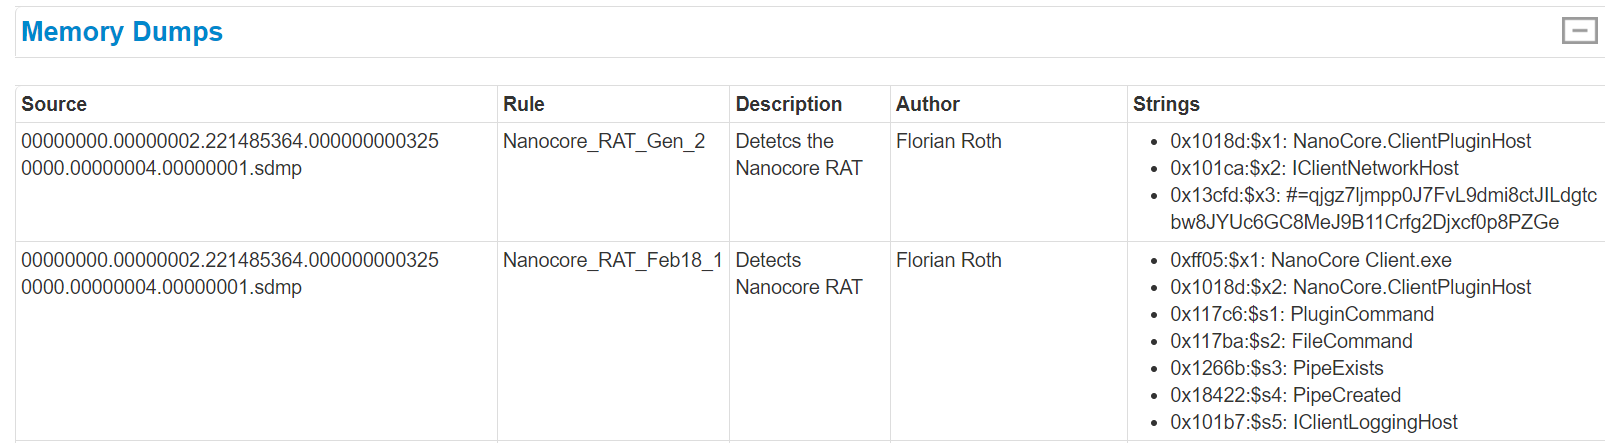 Memory Dumps
Source Rule Description Author Strings
00000000.00000002.221485364.000000000325
0000.00000004.00000001.sdmp
Nanocore_RAT_Gen_2
Detetcs the
Nanocore RAT
Florian Roth
• 0x1018d:$x1: NanoCore.ClientPluginHost
• 0x101ca:$x2: IClientNetworkHost
• 0x13cfd:$x3: #=qjgz7ljmpp0J7FvL9dmi8ctJILdgtc
bw8JYUc6GC8MeJ9B11Crfg2Djxcf0p8PZGe
00000000.00000002.221485364.000000000325
0000.00000004.00000001.sdmp
Nanocore_RAT_Feb18_1
Detects
Nanocore RAT
Florian Roth
• 0xff05:$x1: NanoCore Client.exe
• 0x1018d:$x2: NanoCore.ClientPluginHost
• 0x117c6:$s1: PluginCommand
• 0x117ba:$s2: FileCommand
• 0x1266b:$s3: PipeExists
• 0x18422:$s4: PipeCreated
• 0x101b7:$s5: IClientLoggingHost